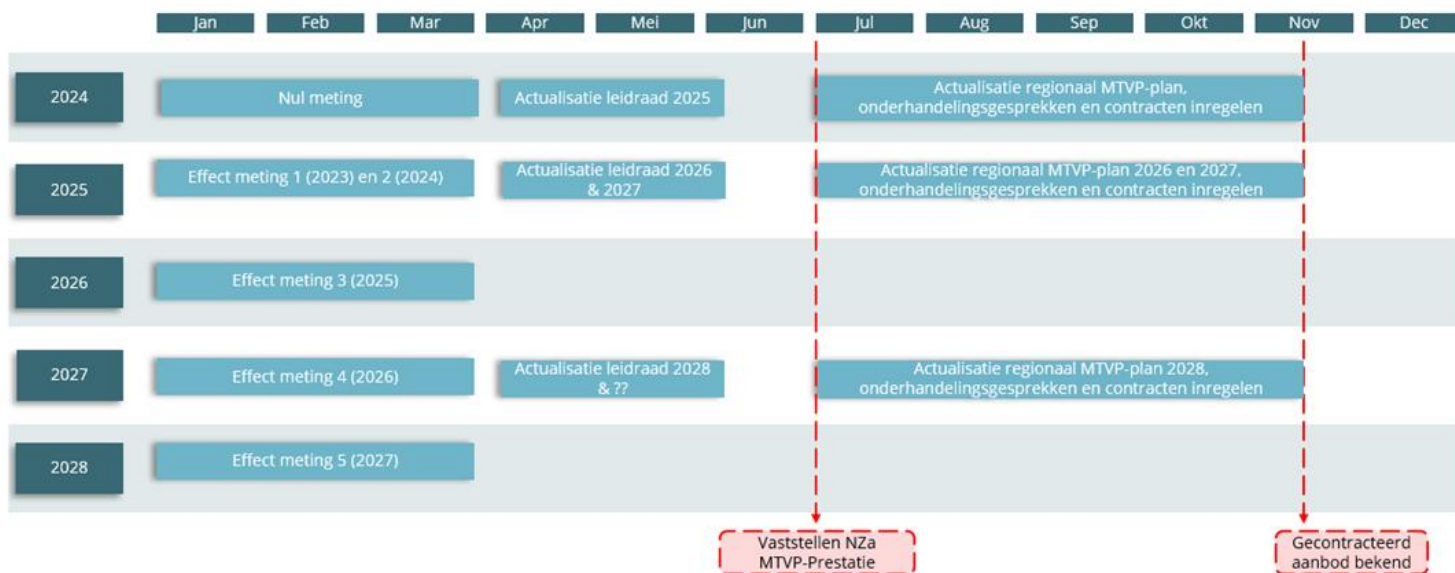 Jan Feb Mar Apr Mei Jun Jul Aug Sep Okt Nov Dec
2024
Nul meting
Actualisatie leidraad 2025
Actualisatie regionaal MTVP-plan,
onderhandelingsgesprekken en contracten inregelen
2025
Effect meting 1 (2023) en 2 (2024)
Actualisatie leidraad 2026
& 2027
Actualisatie regionaal MTVP-plan 2026 en 2027,
onderhandelingsgesprekken en contracten inregelen
2026
Effect meting 3 (2025)
2027
Effect meting 4 (2026)
Actualisatie leidraad 2028
& ??
Actualisatie regionaal MTVP-plan 2028,
onderhandelingsgesprekken en contracten inregelen
2028
Effect meting 5 (2027)
Vaststellen NZa
MTVP-Prestatie
Gecontracteerd
aanbod bekend